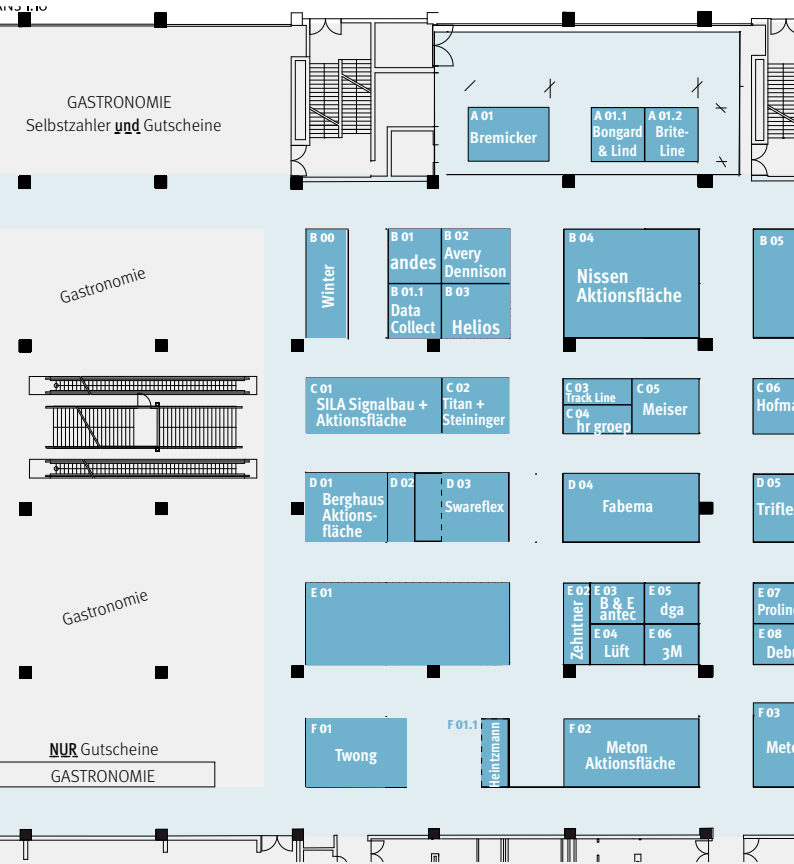 GASTRONOMIE
Selbstzahler und Gutscheine
A 01
Bremicker
A 01.1
Bongard
& Lind
A 01.2
Brite-
Line
Gastronomie
B 00
Winter
B 01
andes
B 02
Avery
Dennison
B 01.1
Data
Collect
B 03
Helios
B 04
Nissen
Aktionsfläche
B 05
C 01
SILA Signalbau +
Aktionsfläche
C 02
Titan +
Steininger
C 03
Track Line
C 04
hr groep
C 05
Meiser
C 06
Hofma
D 01
Berghaus
Aktions-
fläche
D 02
D 03
Swareflex
D 04
Fabema
D 05
Trifle
Gastronomie
E 01
E 02
Zehntner
E 03
B & E
antec
E 04
Lüft
E 05
dga
E 06
3M
E 07
Proline
E 08
Debu
NUR Gutscheine
GASTRONOMIE
F 01
Twong
F 01.1
Heintzmann
F 02
Meton
Aktionsfläche
F 03
Meto